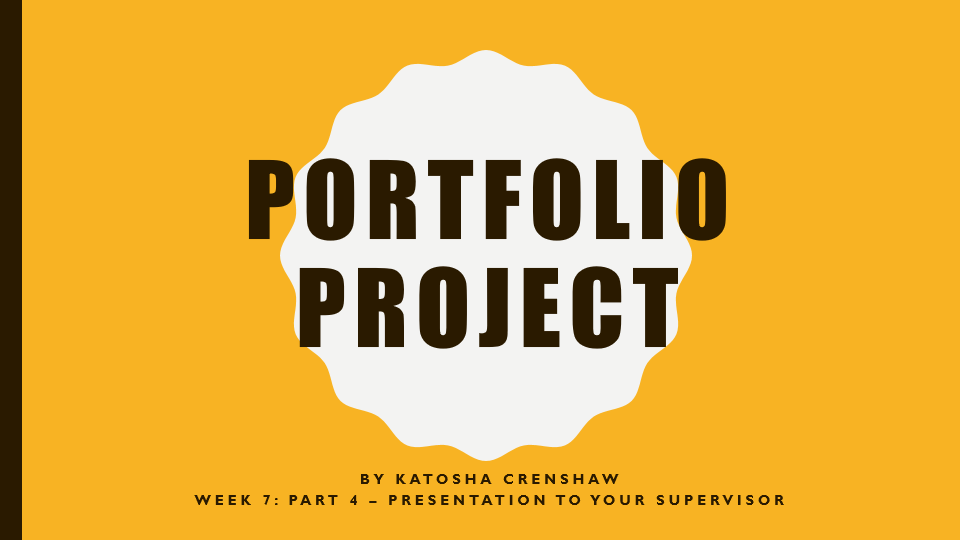 PORTFOLIO
PROJECT
BY KATOSHA CRENSHAW
WEEK 7: PART 4 – PRESENTATION TO YOUR SUPERVISOR